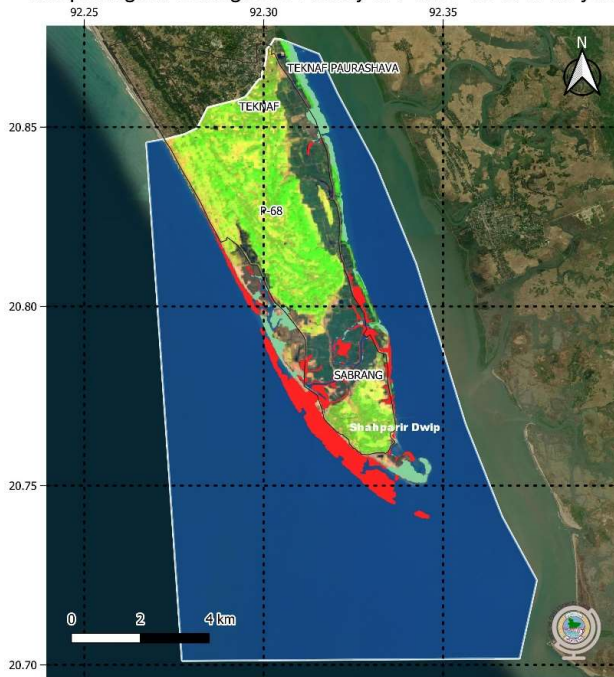 92.25 92.30 92.35
N
TEKNAF PAURASHAVA
TEKNAF
20.85
P-68
20.80
SABRANG
Shahparir Dwip
20.75
0 2 4 km
20.70